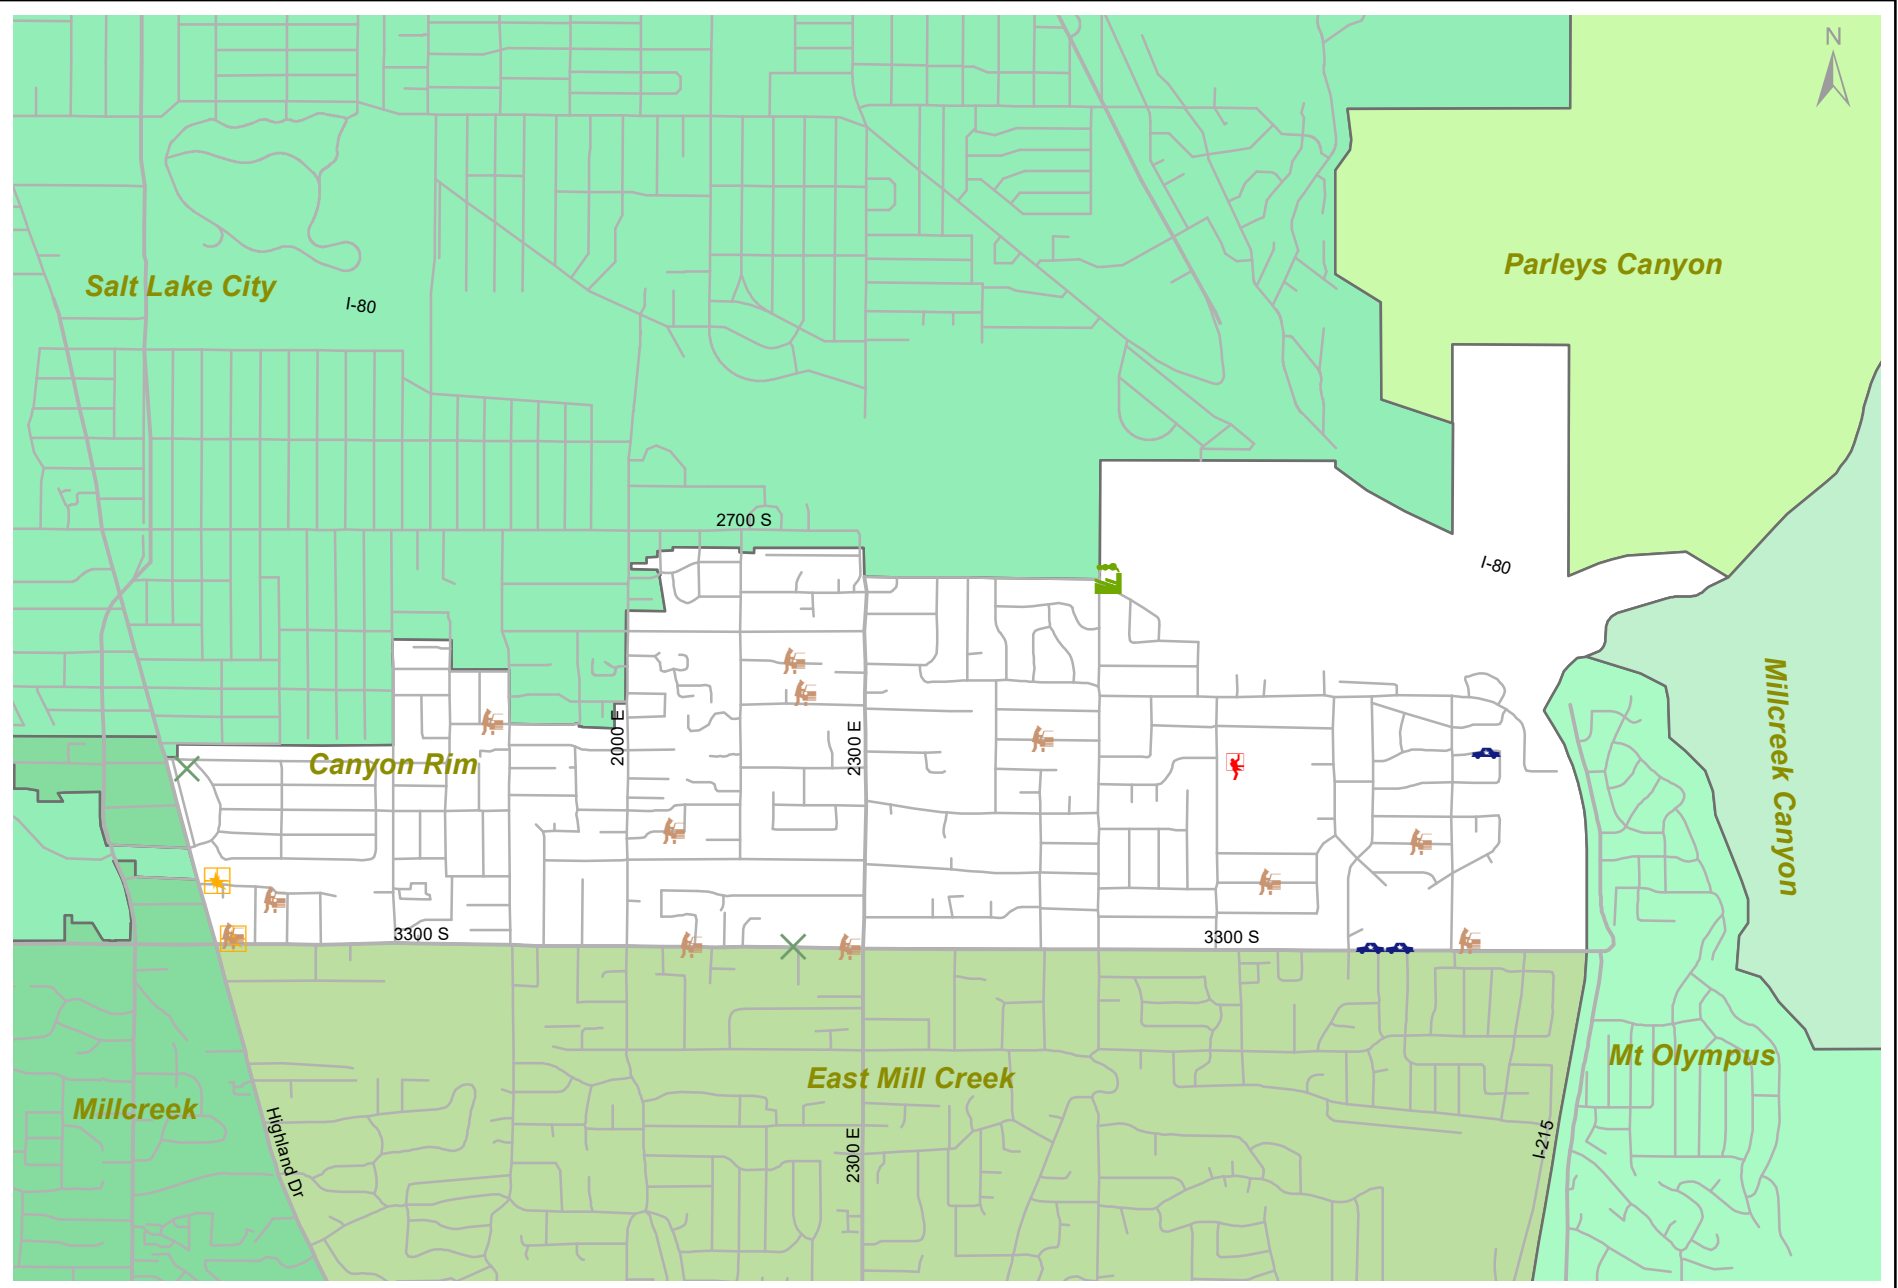 N
Parleys Canyon
Salt Lake City
I-80
2700 S
I-80
Canyon Rim
2000 E
2300 E
Millcreek Canyon
3300 S
3300 S
Mt Olympus
East Mill Creek
Millcreek
Highland Dr
2300 E
I-215